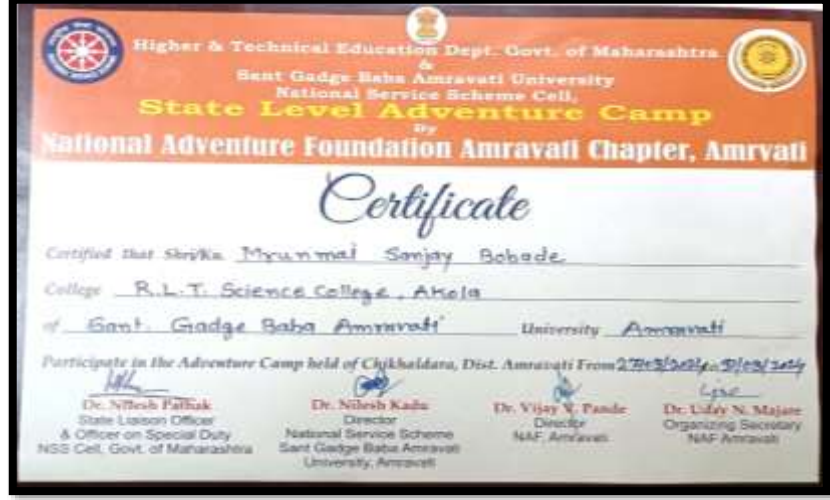 Higher & Technical Education Dept. Govt. of Maharashtra
&
Sant Gadge Baba Amravati University
National Service Scheme Cell,
State Level Adventure Camp
By
National Adventure Foundation Amravati Chapter, Amrvati
Certificate
Certified that Shri/Ku. Mrunmai Sanjay Bobade
College R.L.T. Science College, Akola
of Sant. Gadge Baba Amravati University Amravati
Participate in the Adventure Camp held of Chikhaldara, Dist. Amravati From
Dr. Nilesh Pathak Dr. Nilesh Kadu Dr. Vijay V. Pande Dr. Uday N. Majare
State Liaison Officer Director Director Organizing Secretary
& Officer on Special Duty National Service Scheme NAF Amravati NAF Amravati
NSS Cell, Govt. of Maharashtra Sant Gadge Baba Amravati
University, Amravati